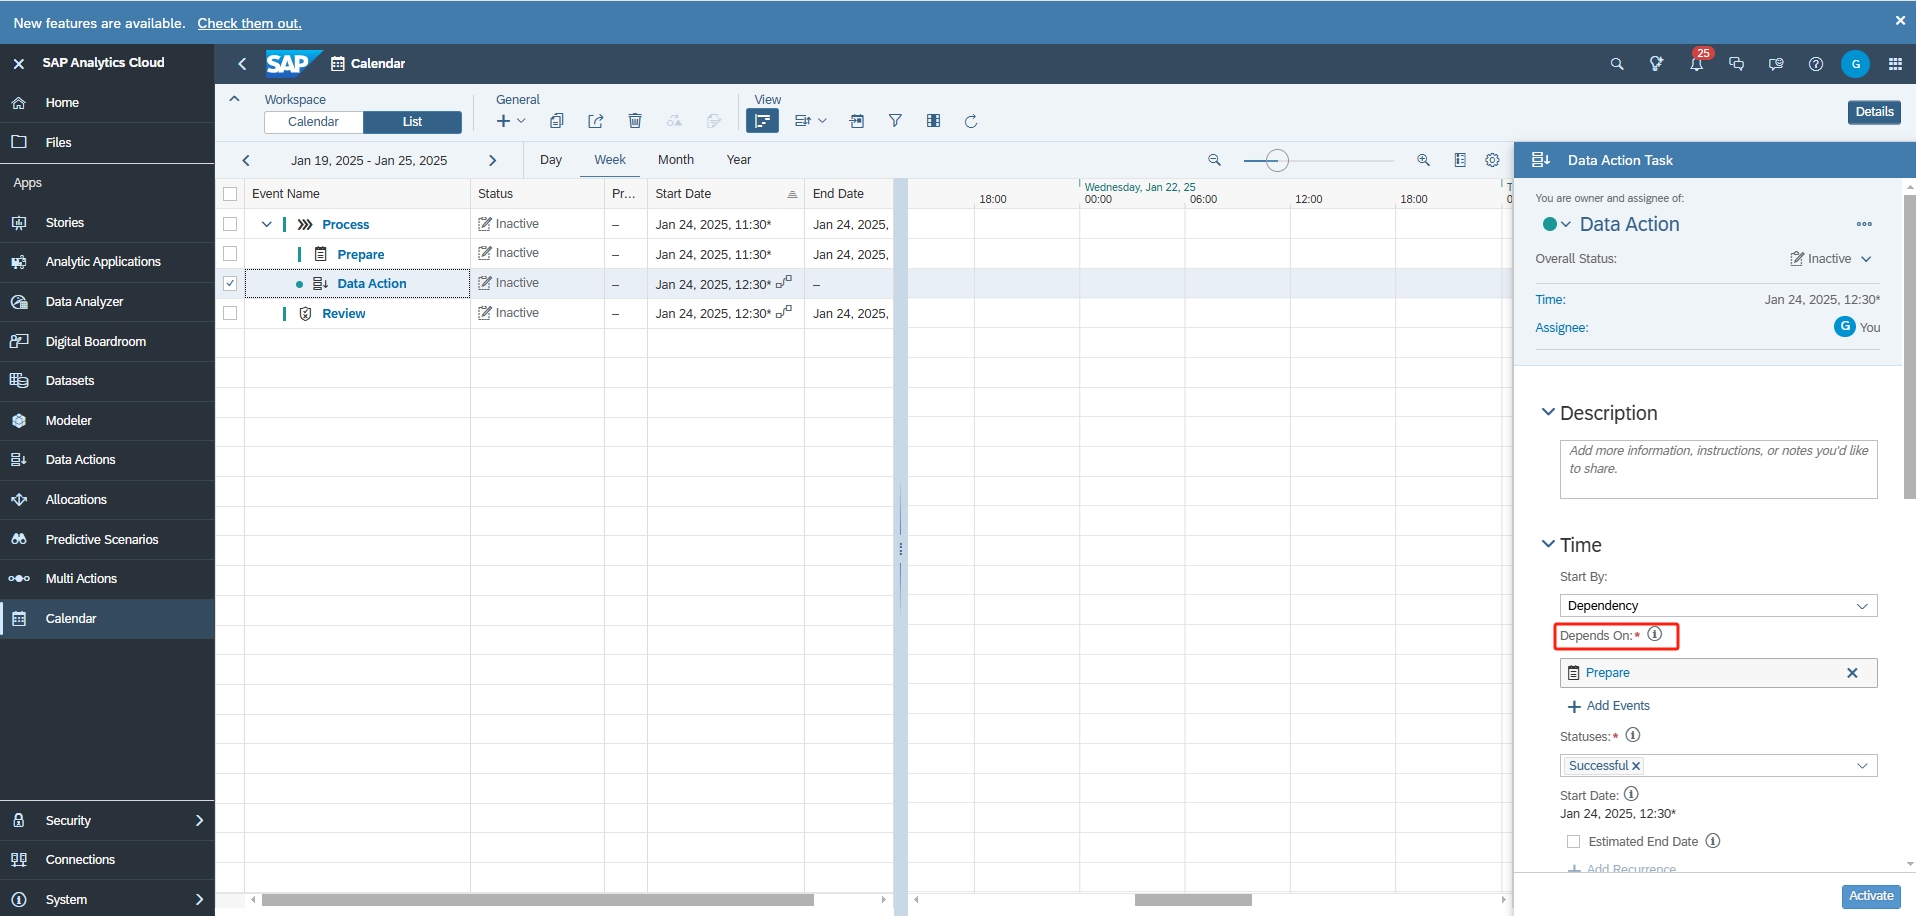 New features are available. Check them out.
SAP Analytics Cloud
SAP Calendar
25
G
Home
Files
Apps
Stories
Analytic Applications
Data Analyzer
Digital Boardroom
Datasets
Modeler
Data Actions
Allocations
Predictive Scenarios
Multi Actions
Calendar
Security
Connections
System
Workspace
Calendar List
General
View
Details
Jan 19, 2025 - Jan 25, 2025
Day Week Month Year
Event Name Status Pr... Start Date End Date
Process Inactive – Jan 24, 2025, 11:30* Jan 24, 2025,
Prepare Inactive – Jan 24, 2025, 11:30* Jan 24, 2025,
Data Action Inactive – Jan 24, 2025, 12:30* –
Review Inactive – Jan 24, 2025, 12:30* Jan 24, 2025,
Wednesday, Jan 22, 25
18:00 00:00 06:00 12:00 18:00
Data Action Task
You are owner and assignee of:
Data Action
Overall Status: Inactive
Time: Jan 24, 2025, 12:30*
Assignee: G You
Description
Add more information, instructions, or notes you'd like
to share.
Time
Start By:
Dependency
Depends On:*
Prepare
Add Events
Statuses:*
Successful
Start Date:
Jan 24, 2025, 12:30*
Estimated End Date
Add Recurrence
Activate